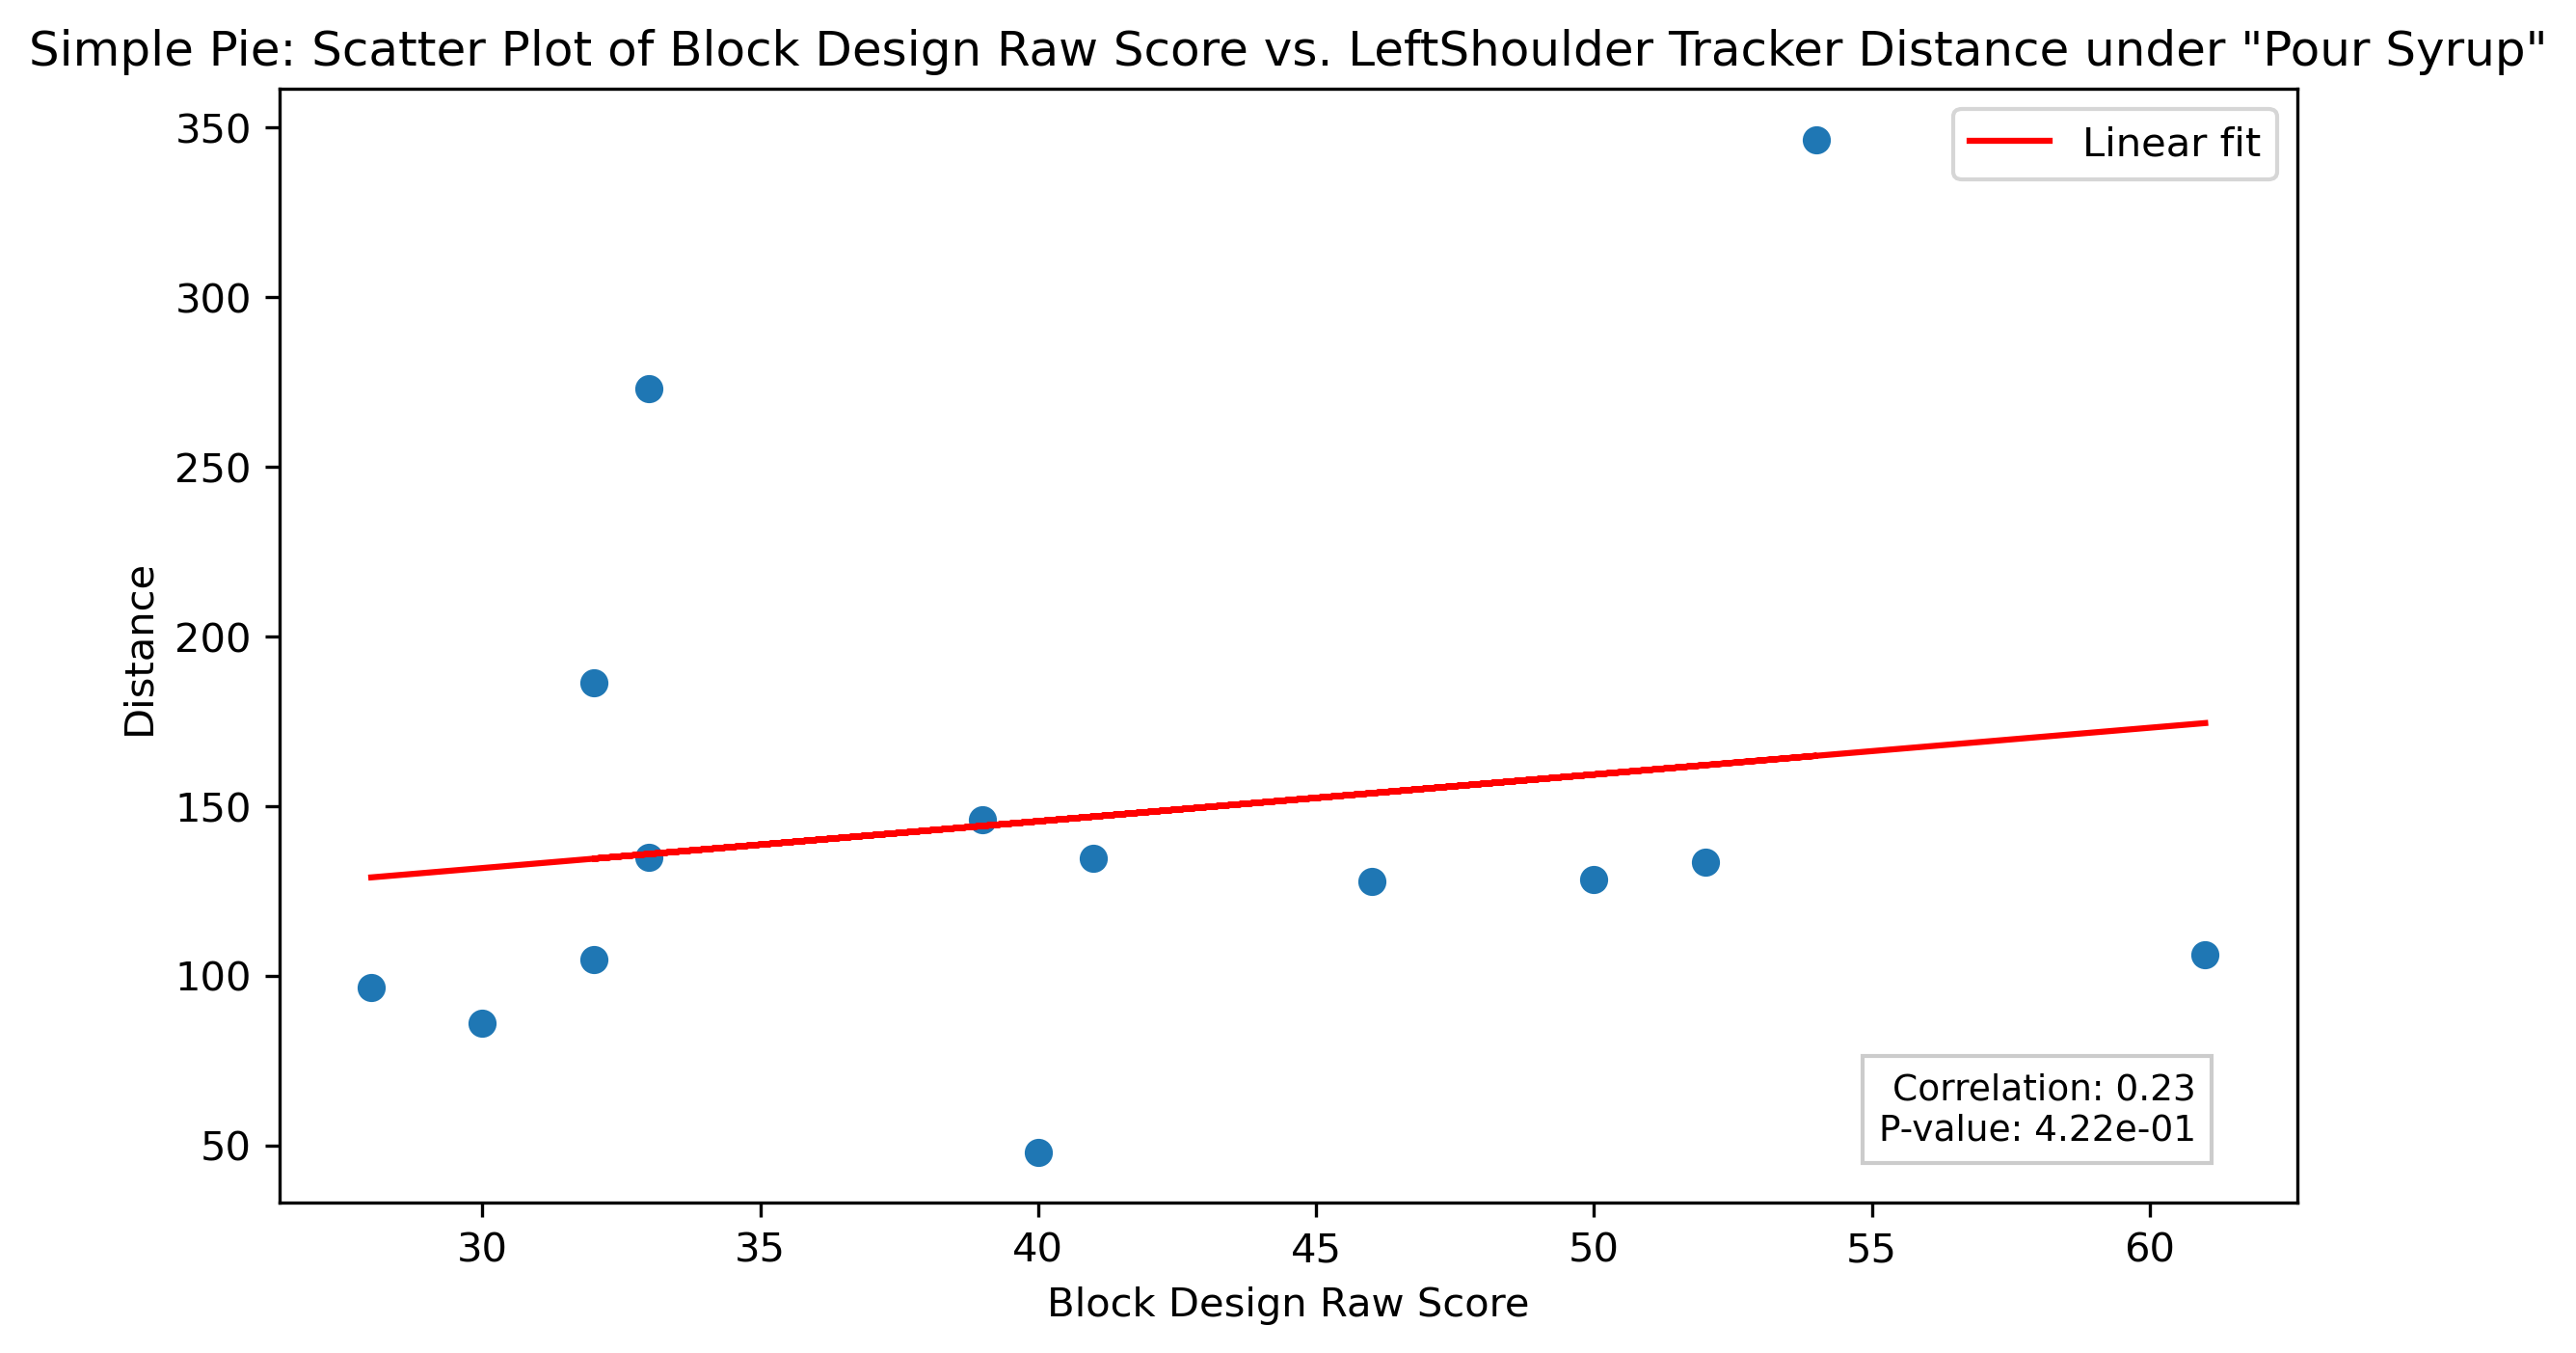 Simple Pie: Scatter Plot of Block Design Raw Score vs. LeftShoulder Tracker Distance under "Pour Syrup"
350
300
250
200
150
100
50
Distance
Linear fit
Correlation: 0.23
P-value: 4.22e-01
30 35 40 45 50 55 60
Block Design Raw Score